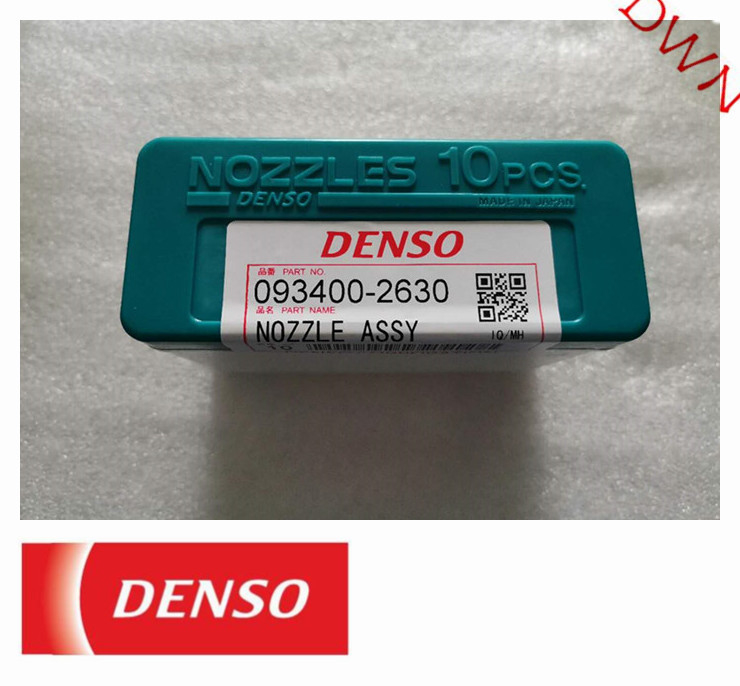 DWN
NOZZLES 10PCS.
DENSO MADE IN JAPAN
DENSO
品番 PART NO.
093400-2630
品名 PART NAME
NOZZLE ASSY
10
DENSO